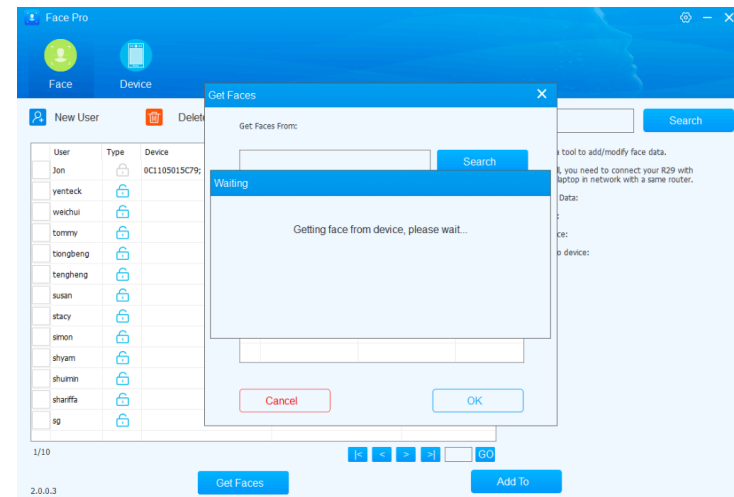 Face Pro
Face
Device
New User
Delet
Search
Get Faces
Get Faces From:
Search
Waiting
Getting face from device, please wait...
Cancel
OK
User Type Device
Jon 0C1105015C79;
yenteck
weichui
tommy
tiongbeng
tengheng
susan
stacy
simon
shyam
shuimin
shariffa
sg
tool to add/modify face data.
, you need to connect your R29 with
laptop in network with a same router.
Data:
:
ce:
o device:
1/10
|< < > >| GO
Get Faces
Add To
2.0.0.3